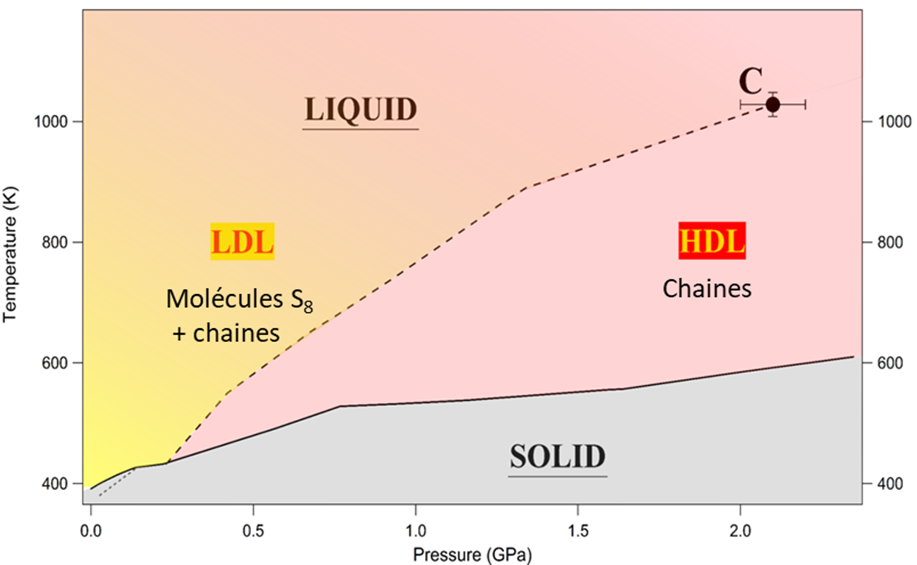 C
LIQUID
1000
1000
LDL
HDL
800
800
Molécules S₈
+ chaines
Chaines
Temperature (K)
600
600
SOLID
400
400
0.0
0.5
1.0
1.5
2.0
Pressure (GPa)